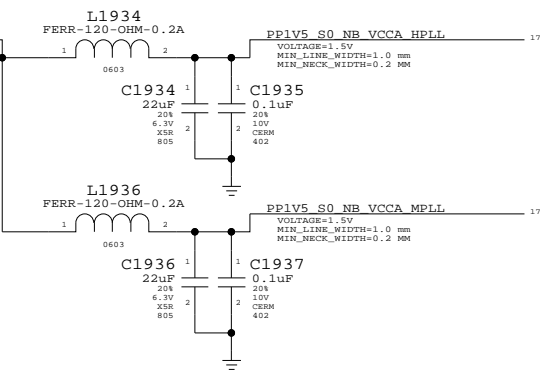 L1934
FERR-120-OHM-0.2A
1 2
0603
PP1V5_S0_NB_VCCA_HPLL 17
VOLTAGE=1.5V
MIN_LINE_WIDTH=1.0 mm
MIN_NECK_WIDTH=0.2 MM
C1934 1
22uF
20%
6.3V 2
X5R
805
1 C1935
0.1uF
20%
2 10V
CERM
402
L1936
FERR-120-OHM-0.2A
1 2
0603
PP1V5_S0_NB_VCCA_MPLL 17
VOLTAGE=1.5V
MIN_LINE_WIDTH=1.0 mm
MIN_NECK_WIDTH=0.2 MM
C1936 1
22uF
20%
6.3V 2
X5R
805
1 C1937
0.1uF
20%
2 10V
CERM
402